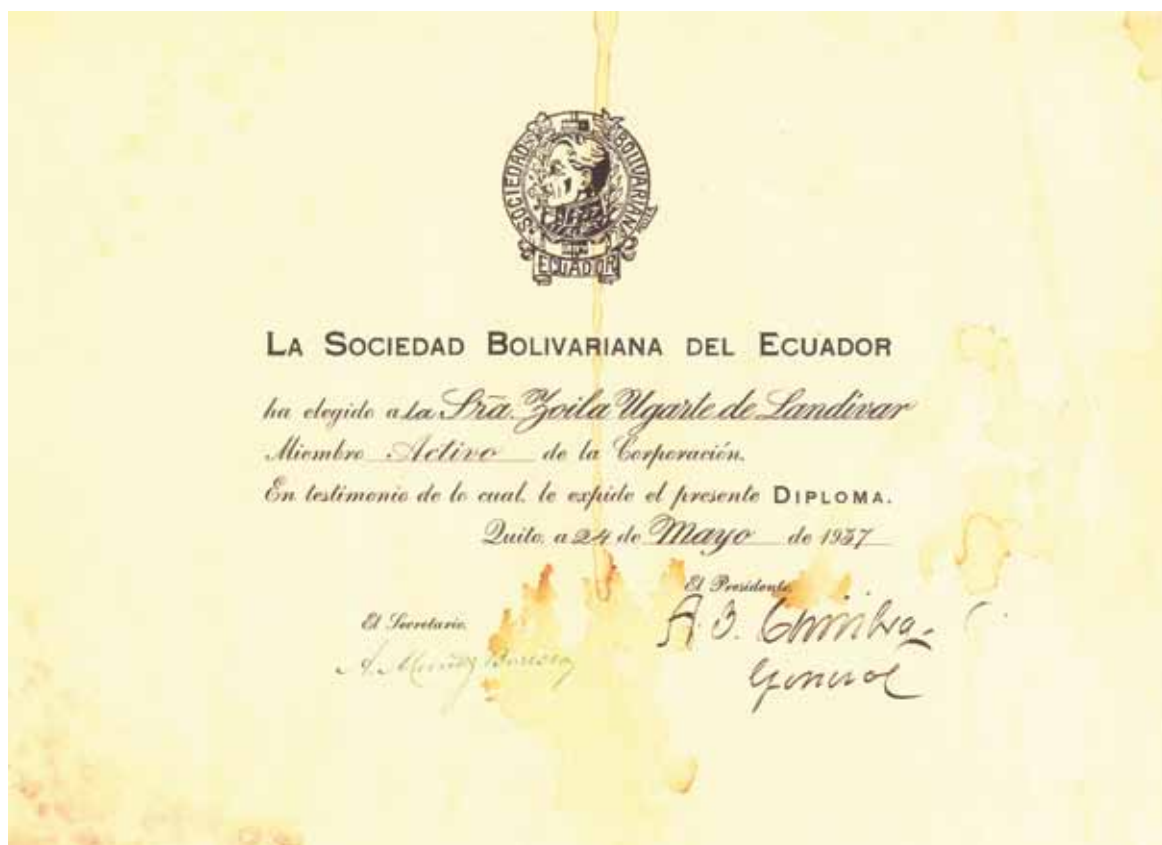 SOCIEDAD BOLIVARIANA
ECUADOR
LA SOCIEDAD BOLIVARIANA DEL ECUADOR
ha elegido a la Sra. Zoila Ugarte de Landivar
Miembro Activo de la Corporación.
En testimonio de lo cual, le expide el presente DIPLOMA.
Quito, a 24 de Mayo de 1937
El Presidente,
El Secretario,
A. Muñoz
A. I.
General